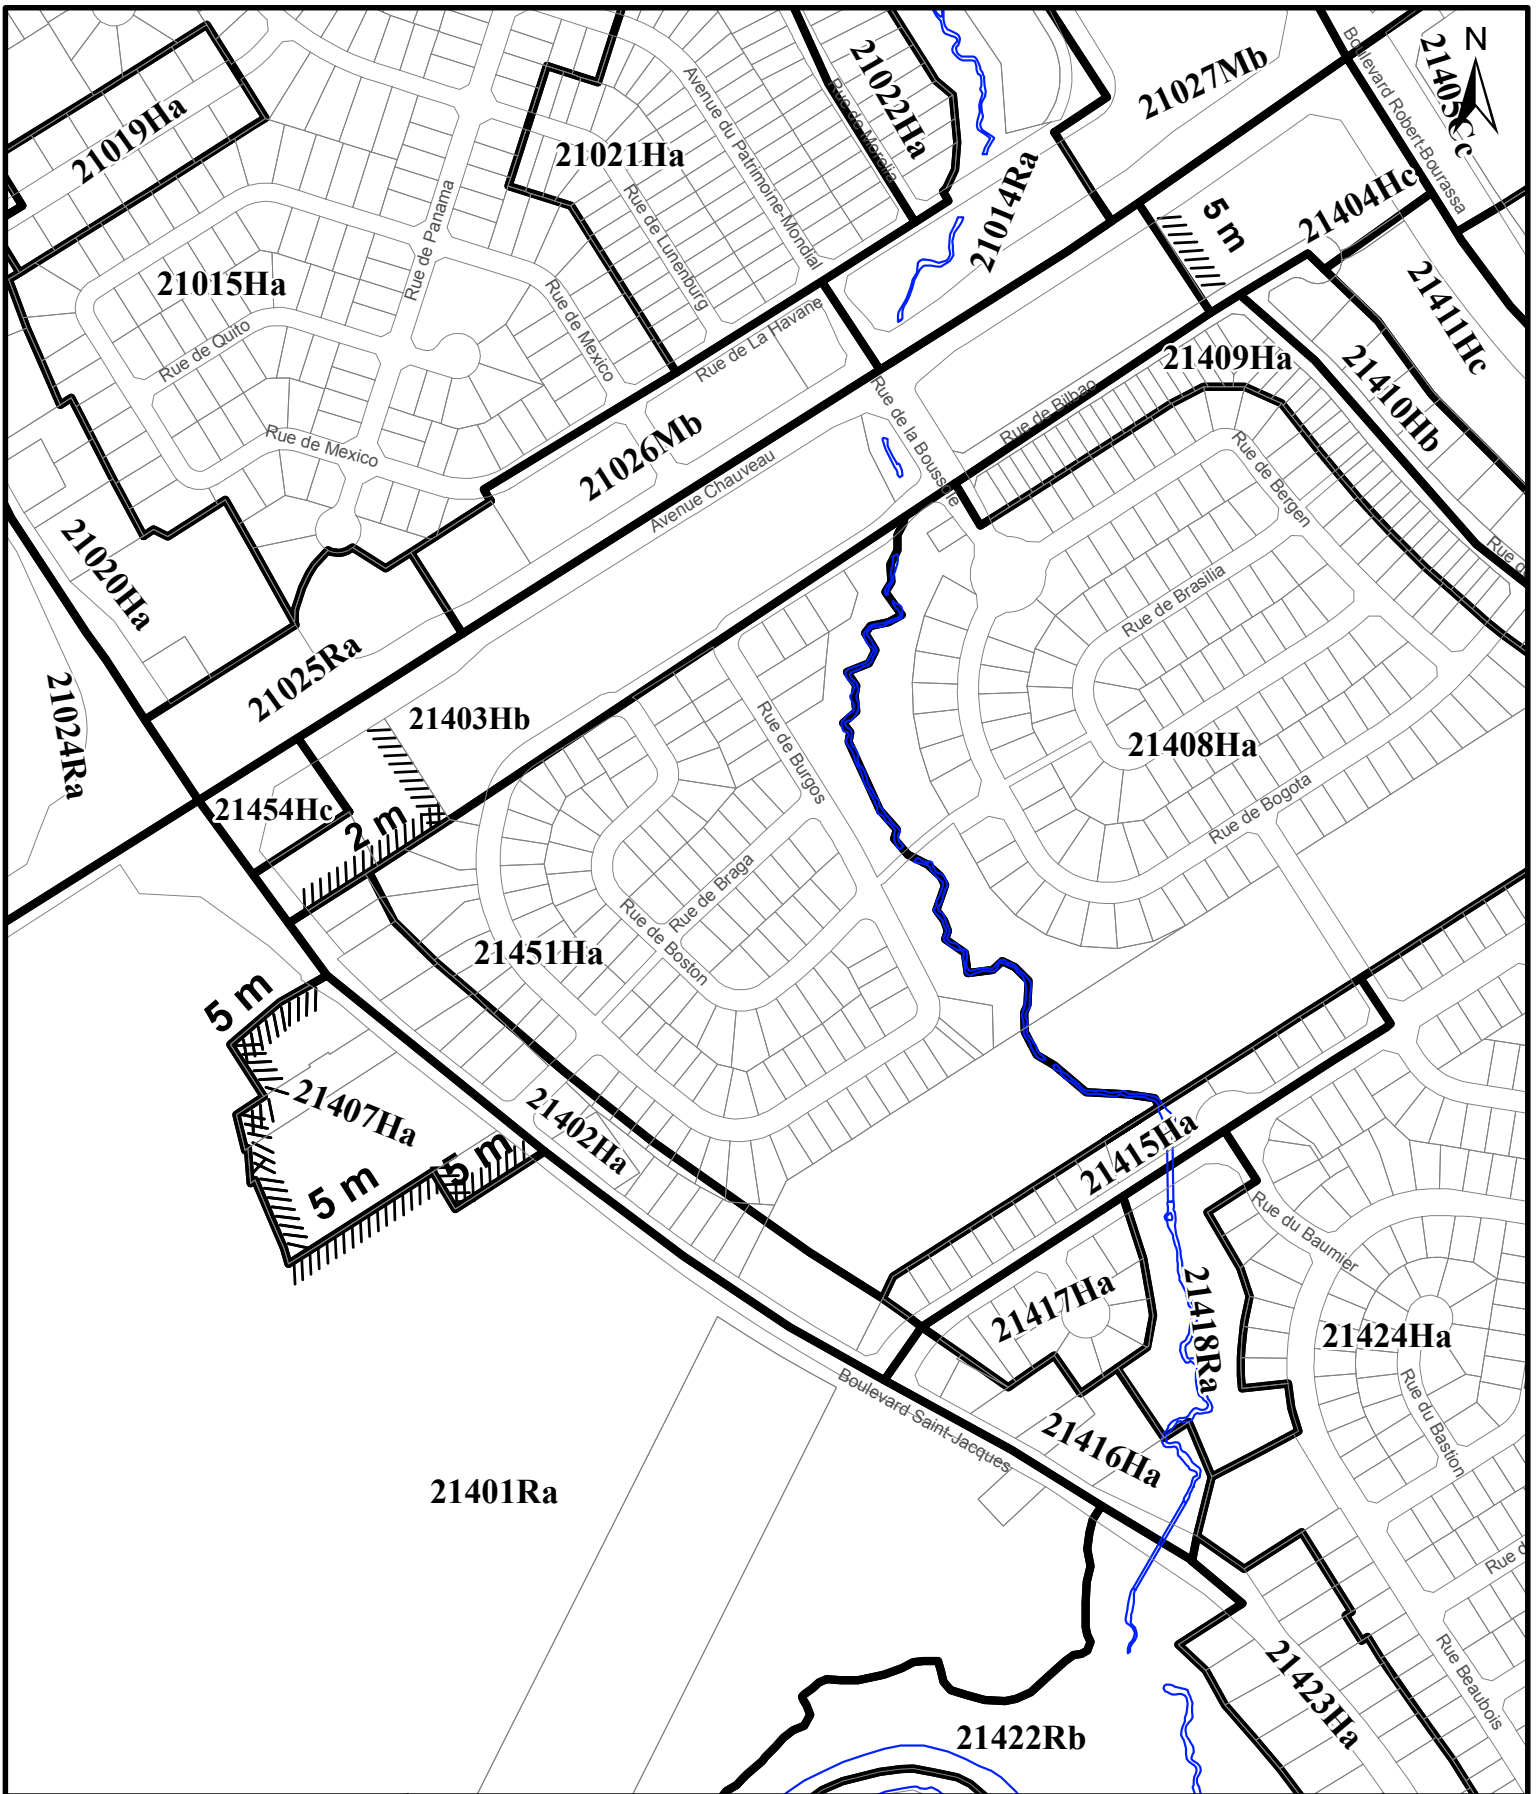 N
21405Cc
Boulevard Robert-Bourassa
21027Mb
21022Ha
Rue de Morelia
Avenue du Patrimoine-Mondial
21019Ha
21021Ha
21014Ra
21404Hc
5 m
Rue de Lunenburg
Rue de Panama
21015Ha
Rue de Mexico
21411Hc
Rue de Quito
Rue de La Havane
21409Ha
21410Hb
Rue de la Boussole
Rue de Bilbao
Rue de Mexico
21026Mb
Avenue Chauveau
Rue de Bergen
21020Ha
Rue d
Rue de Brasilia
21025Ra
21024Ra
21403Hb
Rue de Burgos
21408Ha
21454Hc
2 m
Rue de Bogota
Rue de Braga
Rue de Boston
21451Ha
5 m
21407Ha
21402Ha
5 m
5 m
21415Ha
Rue du Baumier
21417Ha
21418Ra
21424Ha
Boulevard Saint-Jacques
Rue du Bastion
21416Ha
21401Ra
Rue d
21423Ha
Rue Beaubois
21422Rb